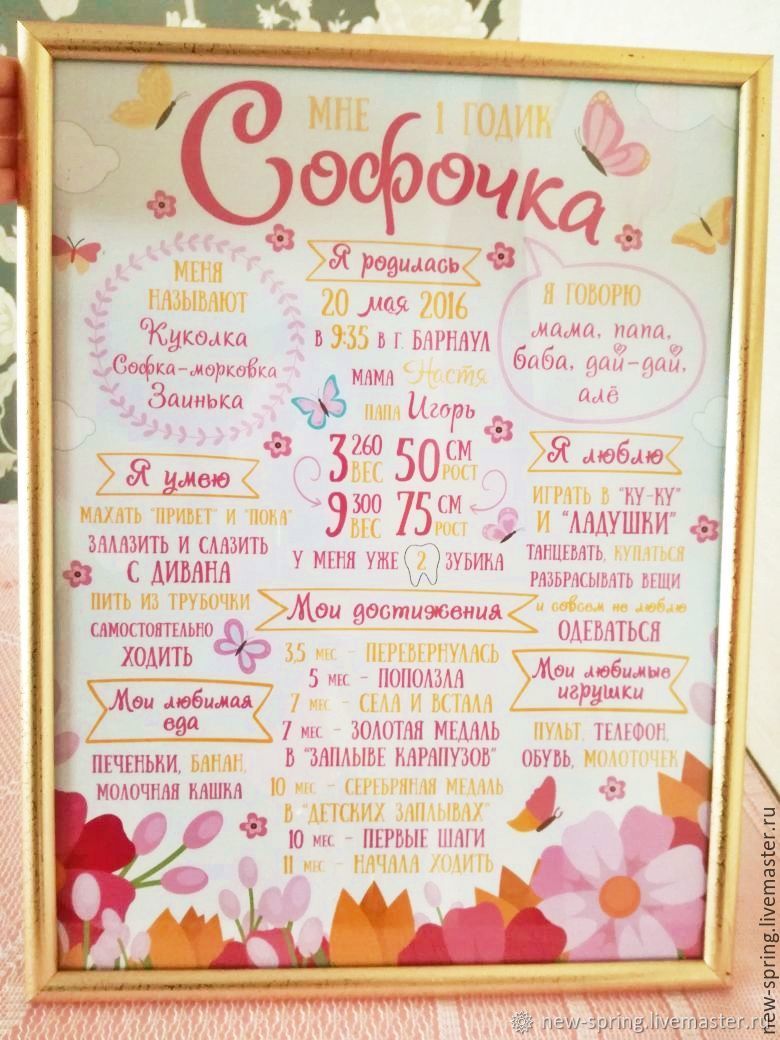 МНЕ 1 ГОДИК
Софочка
МЕНЯ
НАЗЫВАЮТ
Куколка
Софка-морковка
Заинька
Я родилась
20 мая 2016
В 9:35 В Г. БАРНАУЛ
МАМА Настя
ПАПА Игорь
3 260 ВЕС 50 СМ РОСТ
9 300 ВЕС 75 СМ РОСТ
У МЕНЯ УЖЕ 2 ЗУБИКА
Я ГОВОРЮ
мама, папа,
баба, дай-дай,
алё
Я умею
МАХАТЬ "ПРИВЕТ" И "ПОКА"
ЗАЛАЗИТЬ И СЛАЗИТЬ
С ДИВАНА
ПИТЬ ИЗ ТРУБОЧКИ
САМОСТОЯТЕЛЬНО
ХОДИТЬ
Я люблю
ИГРАТЬ В "КУ-КУ"
И "ЛАДУШКИ"
ТАНЦЕВАТЬ, КУПАТЬСЯ
РАЗБРАСЫВАТЬ ВЕЩИ
и совсем не люблю
ОДЕВАТЬСЯ
Мои достижения
3,5 МЕС. - ПЕРЕВЕРНУЛАСЬ
5 МЕС. - ПОПОЛЗЛА
7 МЕС. - СЕЛА И ВСТАЛА
7 МЕС. - ЗОЛОТАЯ МЕДАЛЬ
В "ЗАПЛЫВЕ КАРАПУЗОВ"
10 МЕС. - СЕРЕБРЯНАЯ МЕДАЛЬ
В "ДЕТСКИХ ЗАПЛЫВАХ"
10 МЕС. - ПЕРВЫЕ ШАГИ
11 МЕС. - НАЧАЛА ХОДИТЬ
Мои любимая
еда
ПЕЧЕНЬКИ, БАНАН,
МОЛОЧНАЯ КАШКА
Мои любимые
игрушки
ПУЛЬТ, ТЕЛЕФОН,
ОБУВЬ, МОЛОТОЧЕК
new-spring.livemaster.ru
new-spring.livemaster.ru